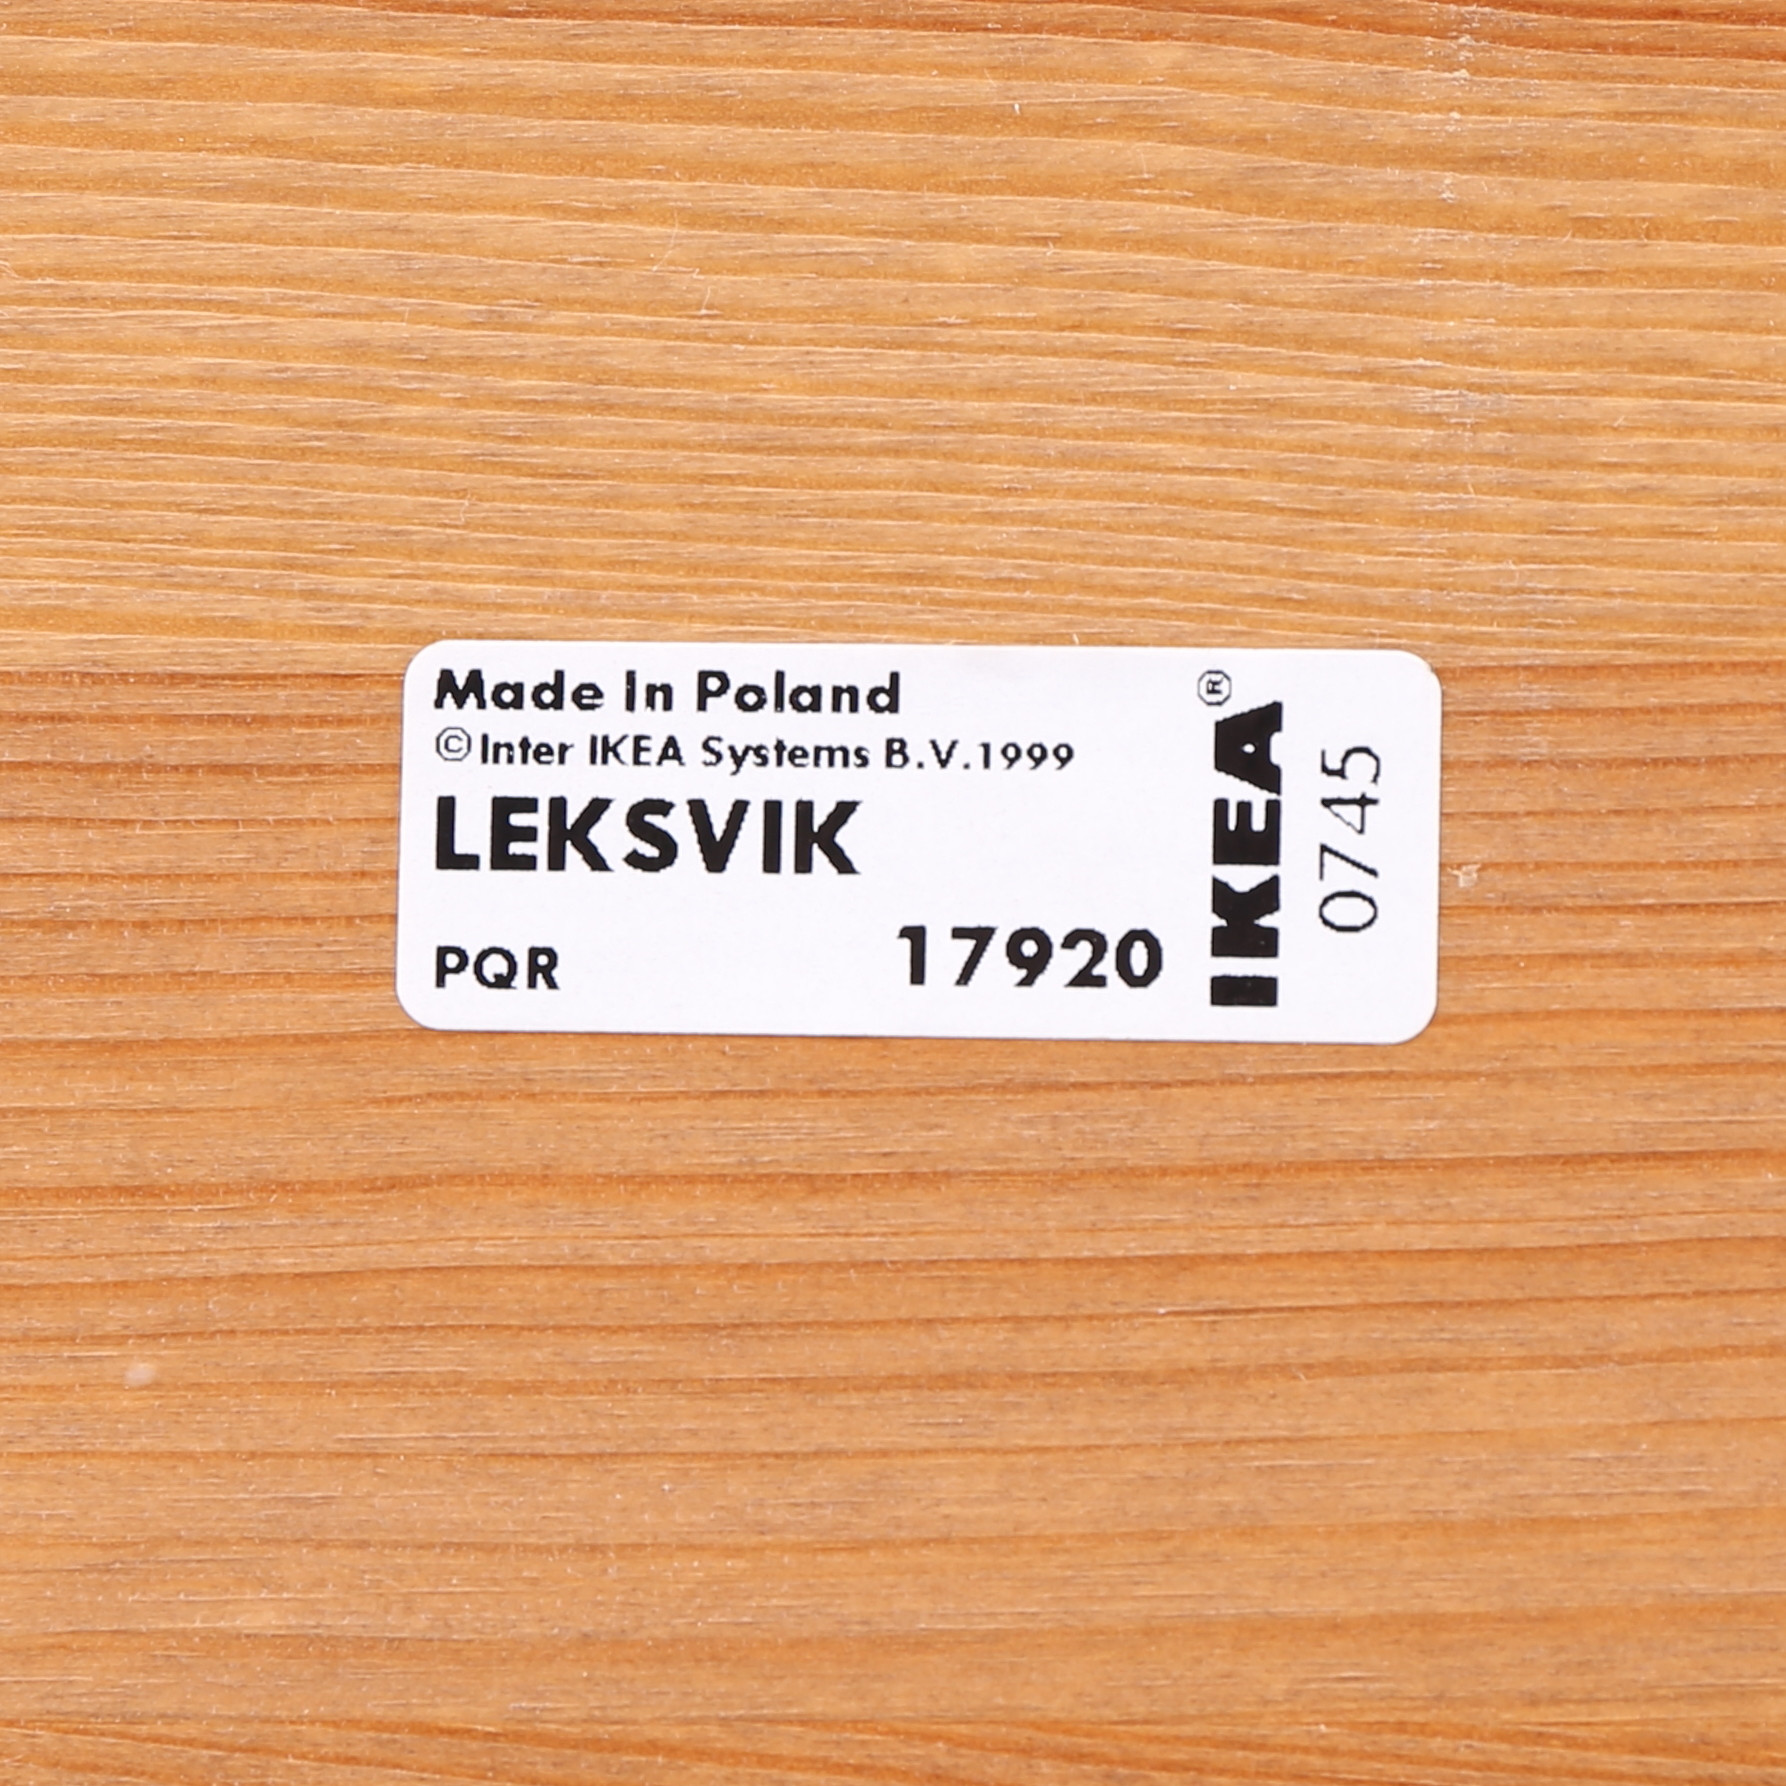 Made In Poland
©Inter IKEA Systems B.V.1999
LEKSVIK
PQR 17920
IKEA®
0745